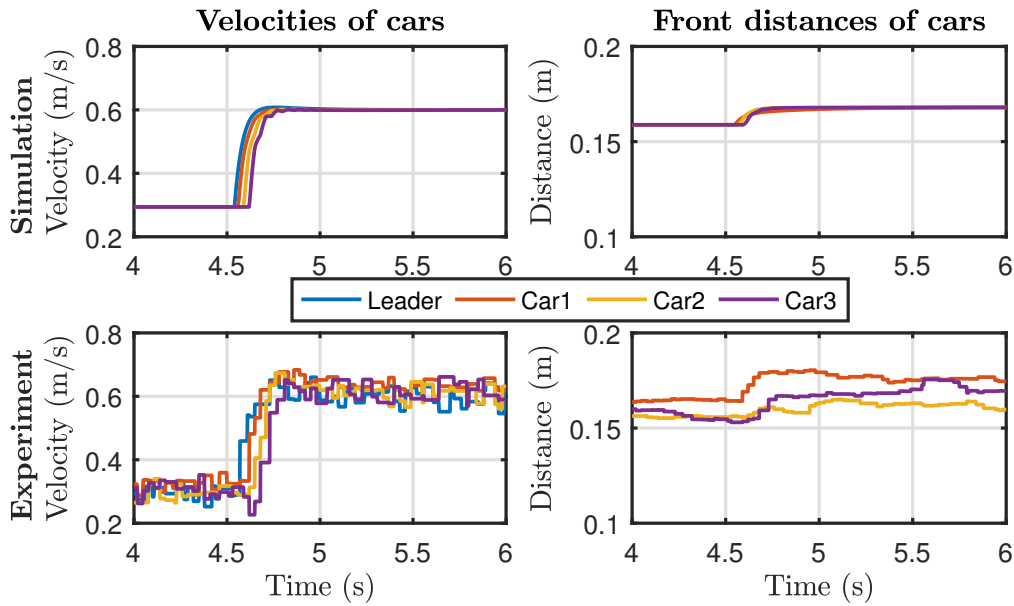 Velocities of cars
Front distances of cars
Simulation
Velocity (m/s)
0.8
0.6
0.4
0.2
4
4.5
5
5.5
6
Distance (m)
0.2
0.15
0.1
4
4.5
5
5.5
6
Leader
Car1
Car2
Car3
Experiment
Velocity (m/s)
0.8
0.6
0.4
0.2
4
4.5
5
5.5
6
Time (s)
Distance (m)
0.2
0.15
0.1
4
4.5
5
5.5
6
Time (s)